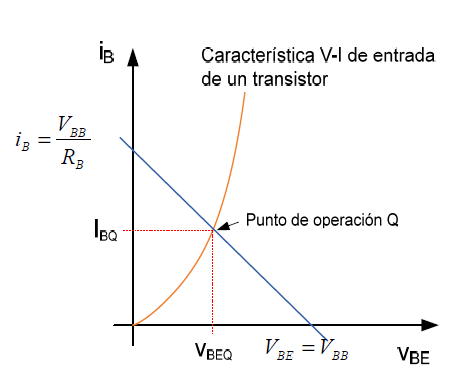 iB
Característica V-I de entrada
de un transistor
iB = VBB / RB
IBQ
Punto de operación Q
VBEQ
VBE = VBB
VBE